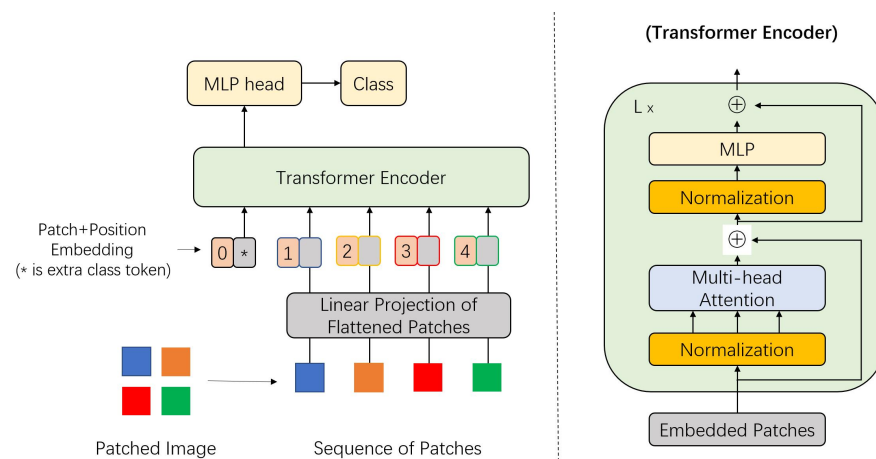 MLP head
Class
Transformer Encoder
Patch+Position
Embedding
(* is extra class token)
0 *
1
2
3
4
Linear Projection of
Flattened Patches
Patched Image
Sequence of Patches
(Transformer Encoder)
L x
MLP
Normalization
Multi-head
Attention
Normalization
Embedded Patches